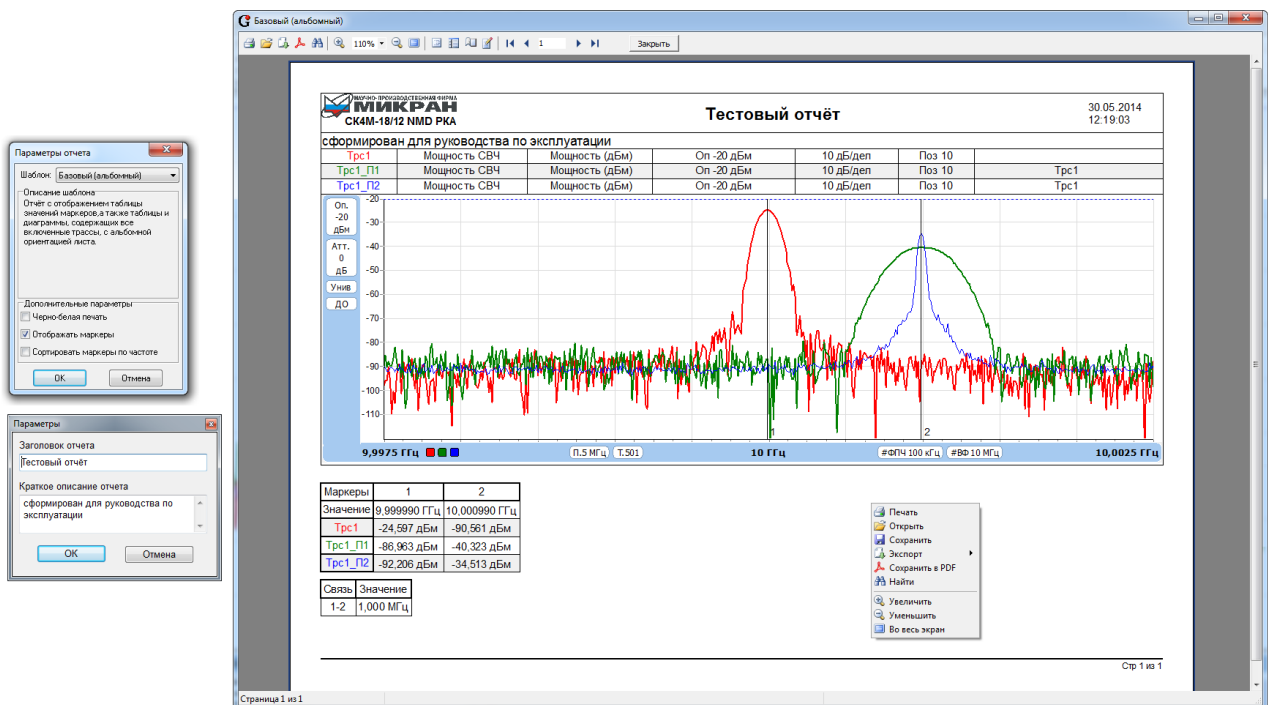 Параметры отчета
Шаблон: Базовый (альбомный)
Описание шаблона
Отчёт с отображением таблицы
значений маркеров,а также таблицы и
диаграммы, содержащих все
включенные трассы, с альбомной
ориентацией листа.
Дополнительные параметры
Черно-белая печать
Отображать маркеры
Сортировать маркеры по частоте
ОК Отмена
Параметры
Заголовок отчета
Тестовый отчёт
Краткое описание отчета
сформирован для руководства по
эксплуатации
ОК Отмена
Базовый (альбомный)
110% 1 Закрыть
НАУЧНО-ПРОИЗВОДСТВЕННАЯ ФИРМА
МИКРАН
СК4М-18/12 NMD РКА
Тестовый отчёт
30.05.2014
12:19:03
сформирован для руководства по эксплуатации
Трс1 Мощность СВЧ Мощность (дБм) Оп -20 дБм 10 дБ/дел Поз 10
Трс1_П1 Мощность СВЧ Мощность (дБм) Оп -20 дБм 10 дБ/дел Поз 10 Трс1
Трс1_П2 Мощность СВЧ Мощность (дБм) Оп -20 дБм 10 дБ/дел Поз 10 Трс1
Оп.
-20
дБм
Атт.
0
дБ
Унив
ДО
-20
-30
-40
-50
-60
-70
-80
-90
-100
-110
1 2
9,9975 ГГц П.5 МГц Т.501 10 ГГц #ФПЧ 100 кГц #ВФ 10 МГц 10,0025 ГГц
Маркеры 1 2
Значение 9,999990 ГГц 10,000990 ГГц
Трс1 -24,597 дБм -90,561 дБм
Трс1_П1 -86,963 дБм -40,323 дБм
Трс1_П2 -92,206 дБм -34,513 дБм
Связь Значение
1-2 1,000 МГц
Печать
Открыть
Сохранить
Экспорт
Сохранить в PDF
Найти
Увеличить
Уменьшить
Во весь экран
Стр 1 из 1
Страница 1 из 1